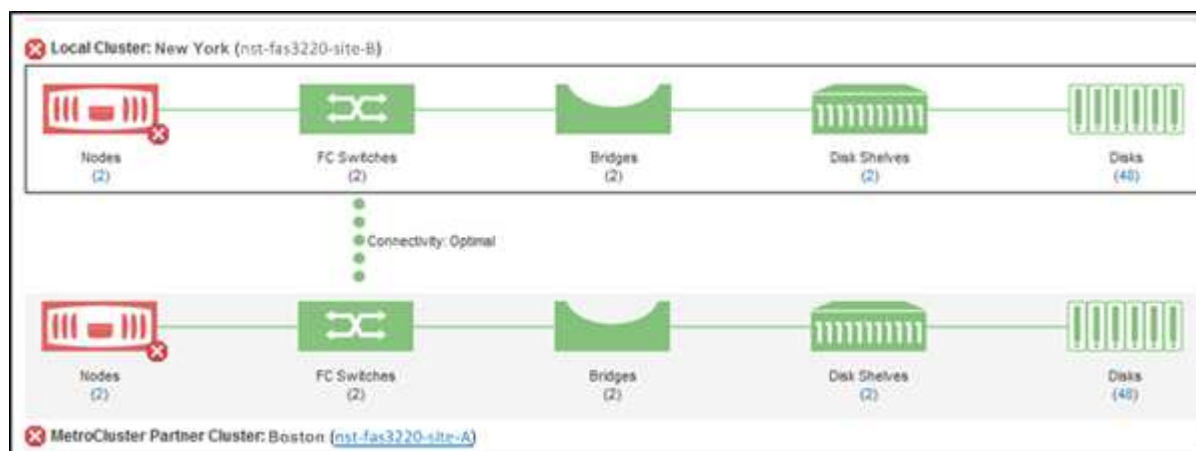 Local Cluster: New York (nst-fas3220-site-B)
Nodes FC Switches Bridges Disk Shelves Disks
(2) (2) (2) (2) (48)
Connectivity: Optimal
Nodes FC Switches Bridges Disk Shelves Disks
(2) (2) (2) (2) (48)
MetroCluster Partner Cluster: Boston (nst-fas3220-site-A)